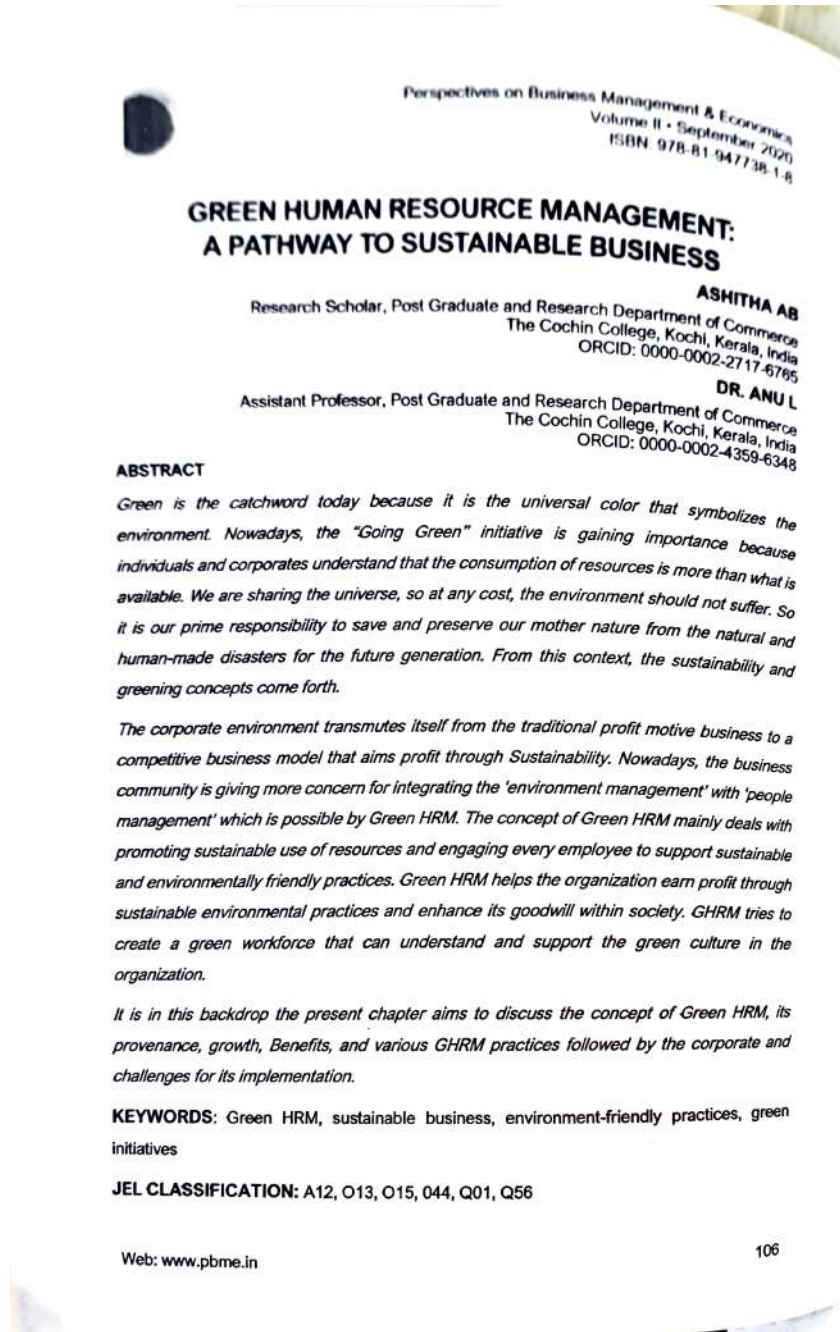 Perspectives on Business Management & Economics
Volume II • September 2020
ISBN: 978-81-947738-1-8
GREEN HUMAN RESOURCE MANAGEMENT:
A PATHWAY TO SUSTAINABLE BUSINESS
ASHITHA AB
Research Scholar, Post Graduate and Research Department of Commerce
The Cochin College, Kochi, Kerala, India
ORCID: 0000-0002-2717-6765
DR. ANU L
Assistant Professor, Post Graduate and Research Department of Commerce
The Cochin College, Kochi, Kerala, India
ORCID: 0000-0002-4359-6348
ABSTRACT
Green is the catchword today because it is the universal color that symbolizes the
environment. Nowadays, the "Going Green" initiative is gaining importance because
individuals and corporates understand that the consumption of resources is more than what is
available. We are sharing the universe, so at any cost, the environment should not suffer. So
it is our prime responsibility to save and preserve our mother nature from the natural and
human-made disasters for the future generation. From this context, the sustainability and
greening concepts come forth.
The corporate environment transmutes itself from the traditional profit motive business to a
competitive business model that aims profit through Sustainability. Nowadays, the business
community is giving more concern for integrating the 'environment management' with 'people
management' which is possible by Green HRM. The concept of Green HRM mainly deals with
promoting sustainable use of resources and engaging every employee to support sustainable
and environmentally friendly practices. Green HRM helps the organization earn profit through
sustainable environmental practices and enhance its goodwill within society. GHRM tries to
create a green workforce that can understand and support the green culture in the
organization.
It is in this backdrop the present chapter aims to discuss the concept of Green HRM, its
provenance, growth, Benefits, and various GHRM practices followed by the corporate and
challenges for its implementation.
KEYWORDS: Green HRM, sustainable business, environment-friendly practices, green
initiatives
JEL CLASSIFICATION: A12, O13, O15, 044, Q01, Q56
Web: www.pbme.in
106